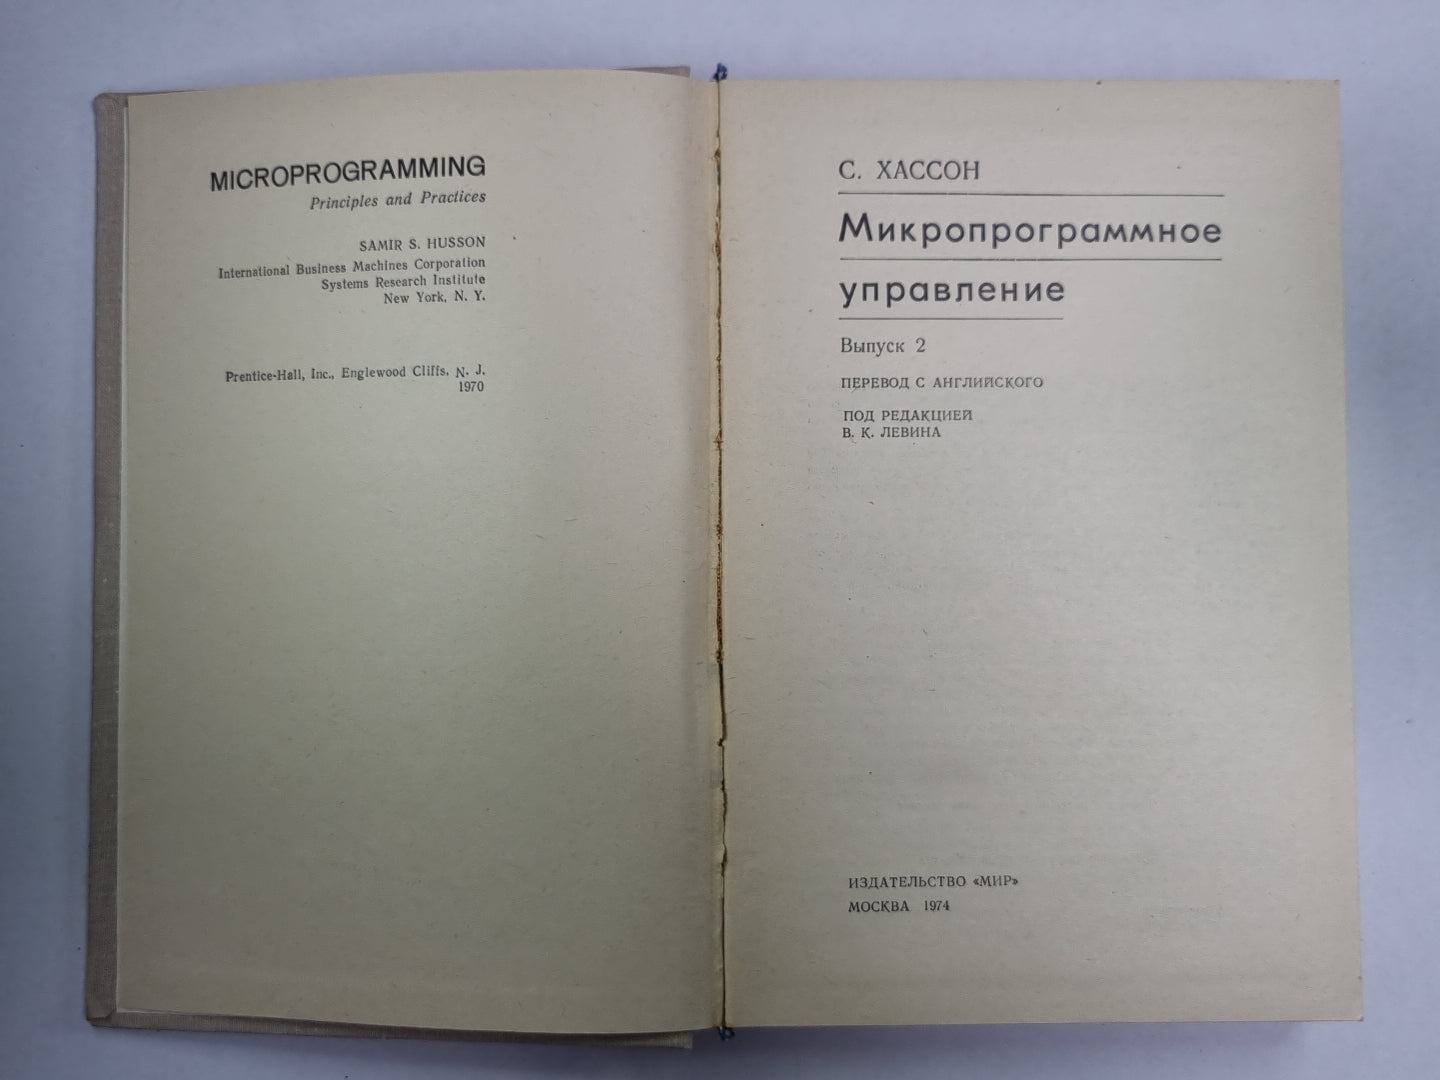 MICROPROGRAMMING
Principles and Practices
SAMIR S. HUSSON
International Business Machines Corporation
Systems Research Institute
New York, N. Y.
Prentice-Hall, Inc., Englewood Cliffs, N. J.
1970
С. ХАССОН
Микропрограммное
управление
Выпуск 2
ПЕРЕВОД С АНГЛИЙСКОГО
ПОД РЕДАКЦИЕЙ
В. К. ЛЕВИНА
ИЗДАТЕЛЬСТВО «МИР»
МОСКВА 1974